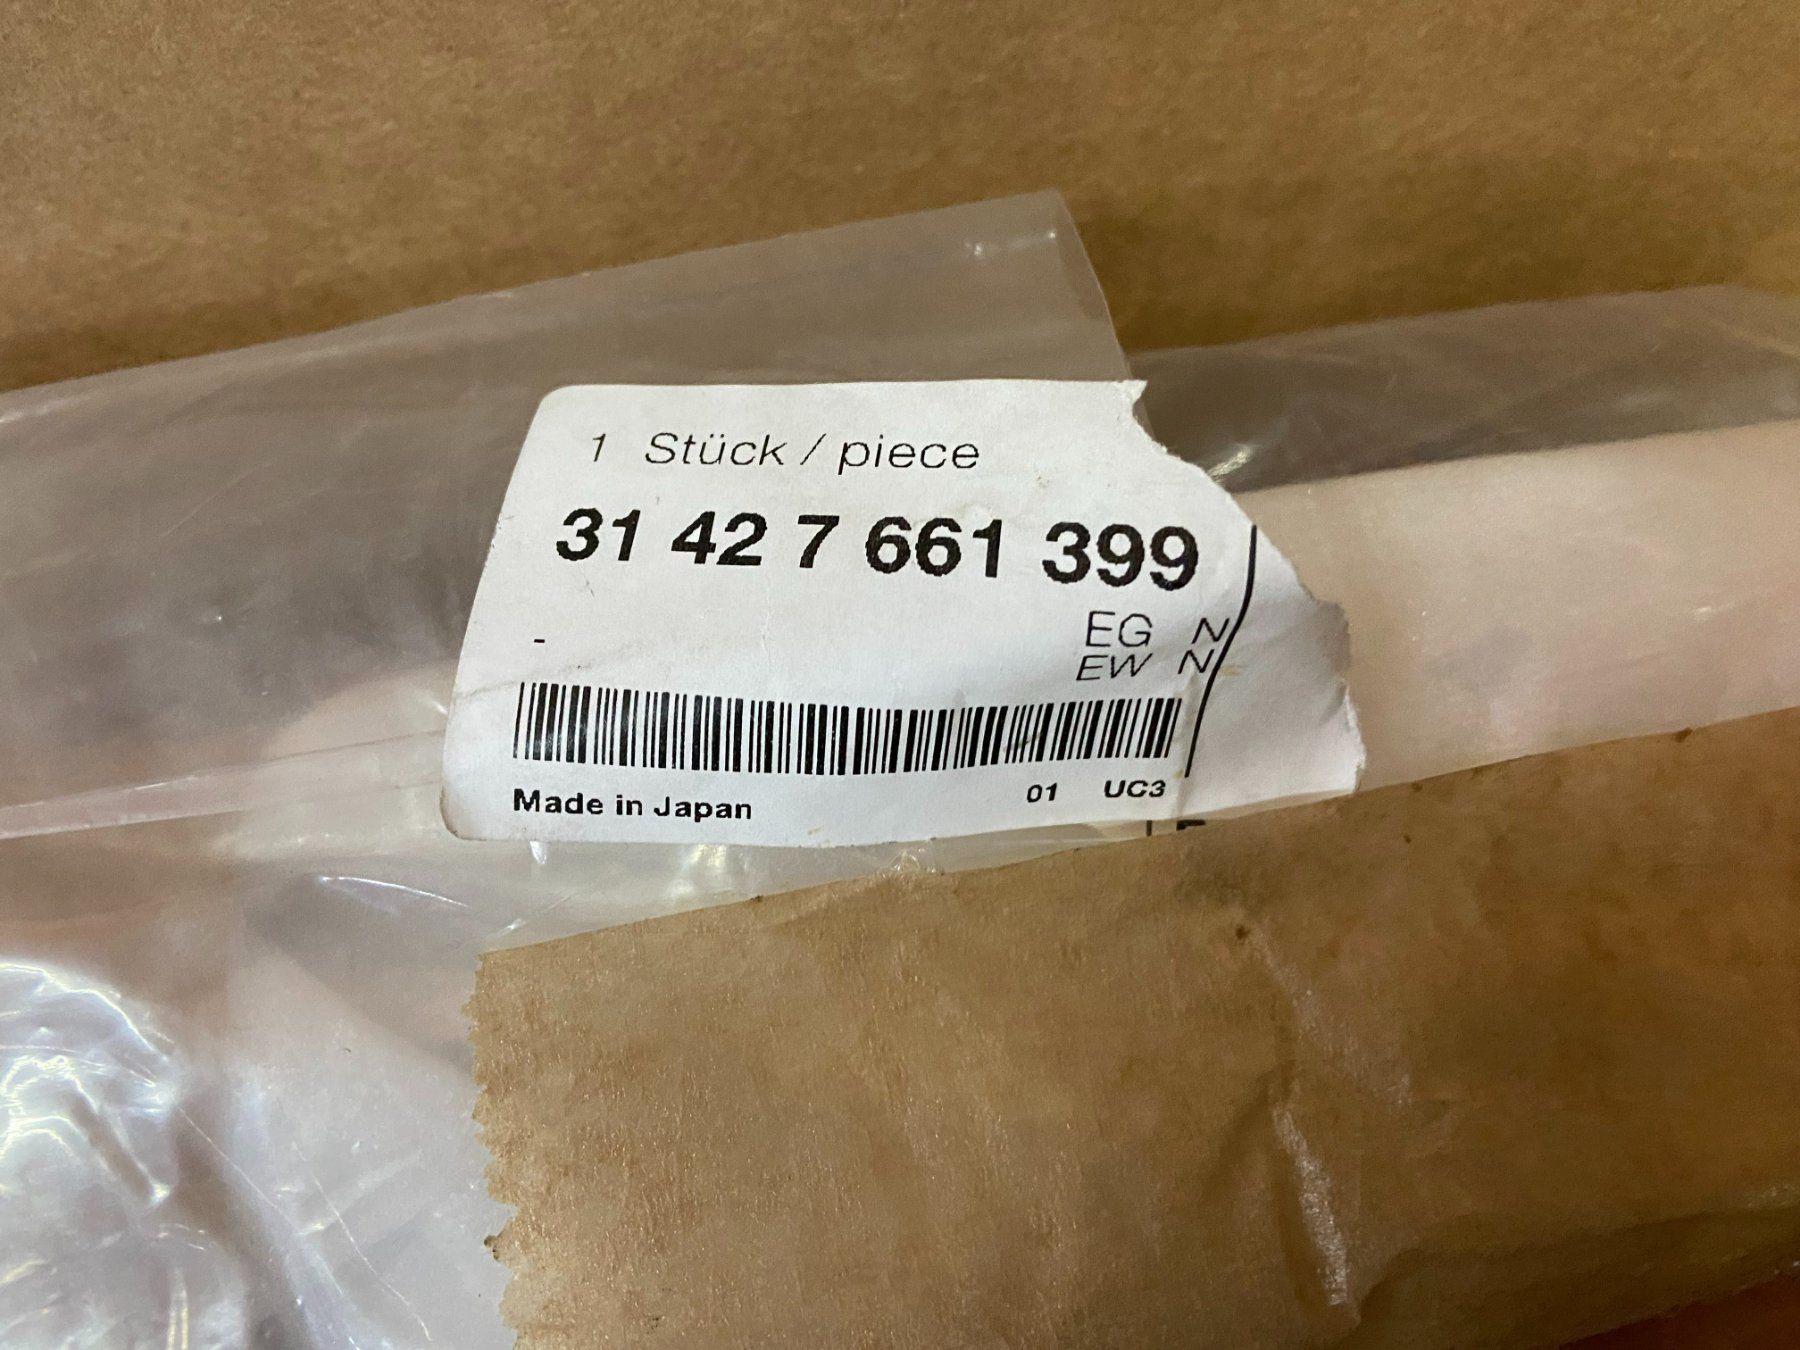 1 Stück / piece
31 42 7 661 399
- EG N
EW N
Made in Japan 01 UC3